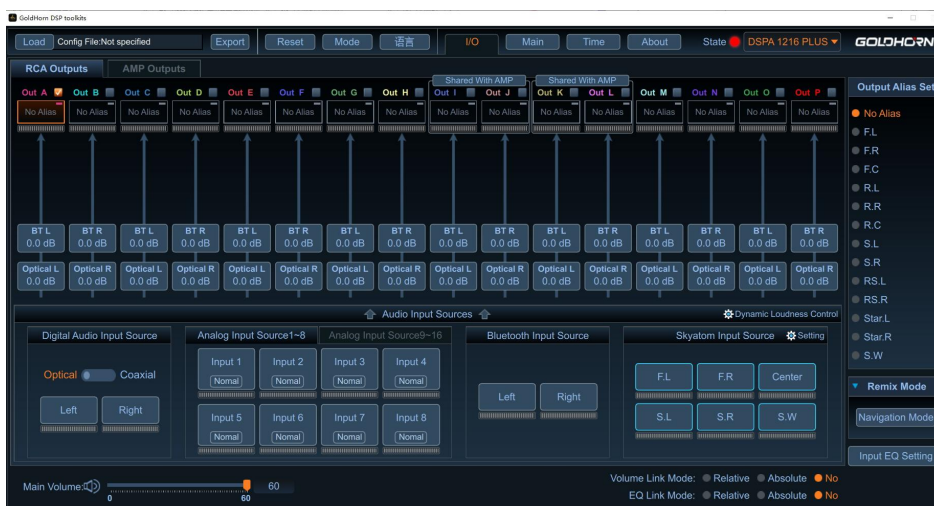 GoldHorn DSP toolkits
Load Config File:Not specified Export Reset Mode 语言 I/O Main Time About State DSPA 1216 PLUS GOLDHORN
RCA Outputs AMP Outputs
Shared With AMP Shared With AMP
Out A Out B Out C Out D Out E Out F Out G Out H Out I Out J Out K Out L Out M Out N Out O Out P
No Alias No Alias No Alias No Alias No Alias No Alias No Alias No Alias No Alias No Alias No Alias No Alias No Alias No Alias No Alias No Alias
BT L BT R BT L BT R BT L BT R BT L BT R BT L BT R BT L BT R BT L BT R BT L BT R
0.0 dB 0.0 dB 0.0 dB 0.0 dB 0.0 dB 0.0 dB 0.0 dB 0.0 dB 0.0 dB 0.0 dB 0.0 dB 0.0 dB 0.0 dB 0.0 dB 0.0 dB 0.0 dB
Optical L Optical R Optical L Optical R Optical L Optical R Optical L Optical R Optical L Optical R Optical L Optical R Optical L Optical R Optical L Optical R
0.0 dB 0.0 dB 0.0 dB 0.0 dB 0.0 dB 0.0 dB 0.0 dB 0.0 dB 0.0 dB 0.0 dB 0.0 dB 0.0 dB 0.0 dB 0.0 dB 0.0 dB 0.0 dB
Audio Input Sources Dynamic Loudness Control
Digital Audio Input Source
Optical Coaxial
Left Right
Analog Input Source1~8 Analog Input Source9~16
Input 1 Input 2 Input 3 Input 4
Nomal Nomal Nomal Nomal
Input 5 Input 6 Input 7 Input 8
Nomal Nomal Nomal Nomal
Bluetooth Input Source
Left Right
Skyatom Input Source Setting
F.L F.R Center
S.L S.R S.W
Output Alias Set
No Alias
F.L
F.R
F.C
R.L
R.R
R.C
S.L
S.R
RS.L
RS.R
Star.L
Star.R
S.W
Remix Mode
Navigation Mode
Input EQ Setting
Main Volume: 60
0 60
Volume Link Mode: Relative Absolute No
EQ Link Mode: Relative Absolute No